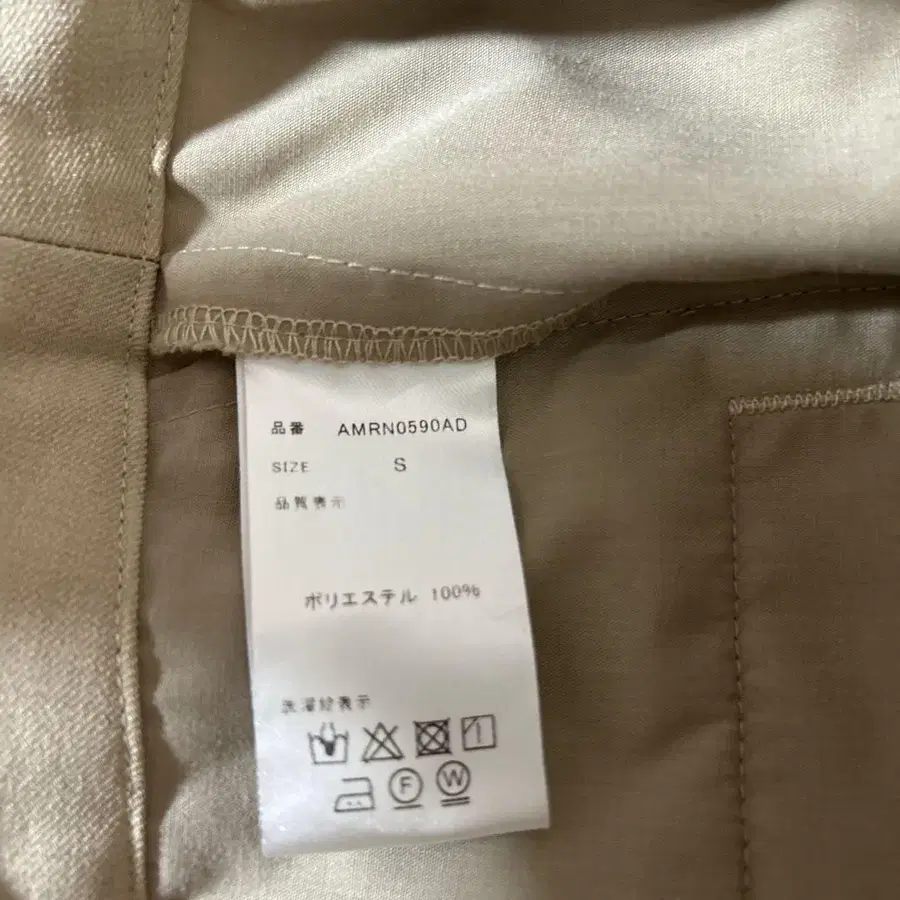 品番 AMRN0590AD
SIZE S
品質表示
ポリエステル 100%
洗濯絵表示
F W